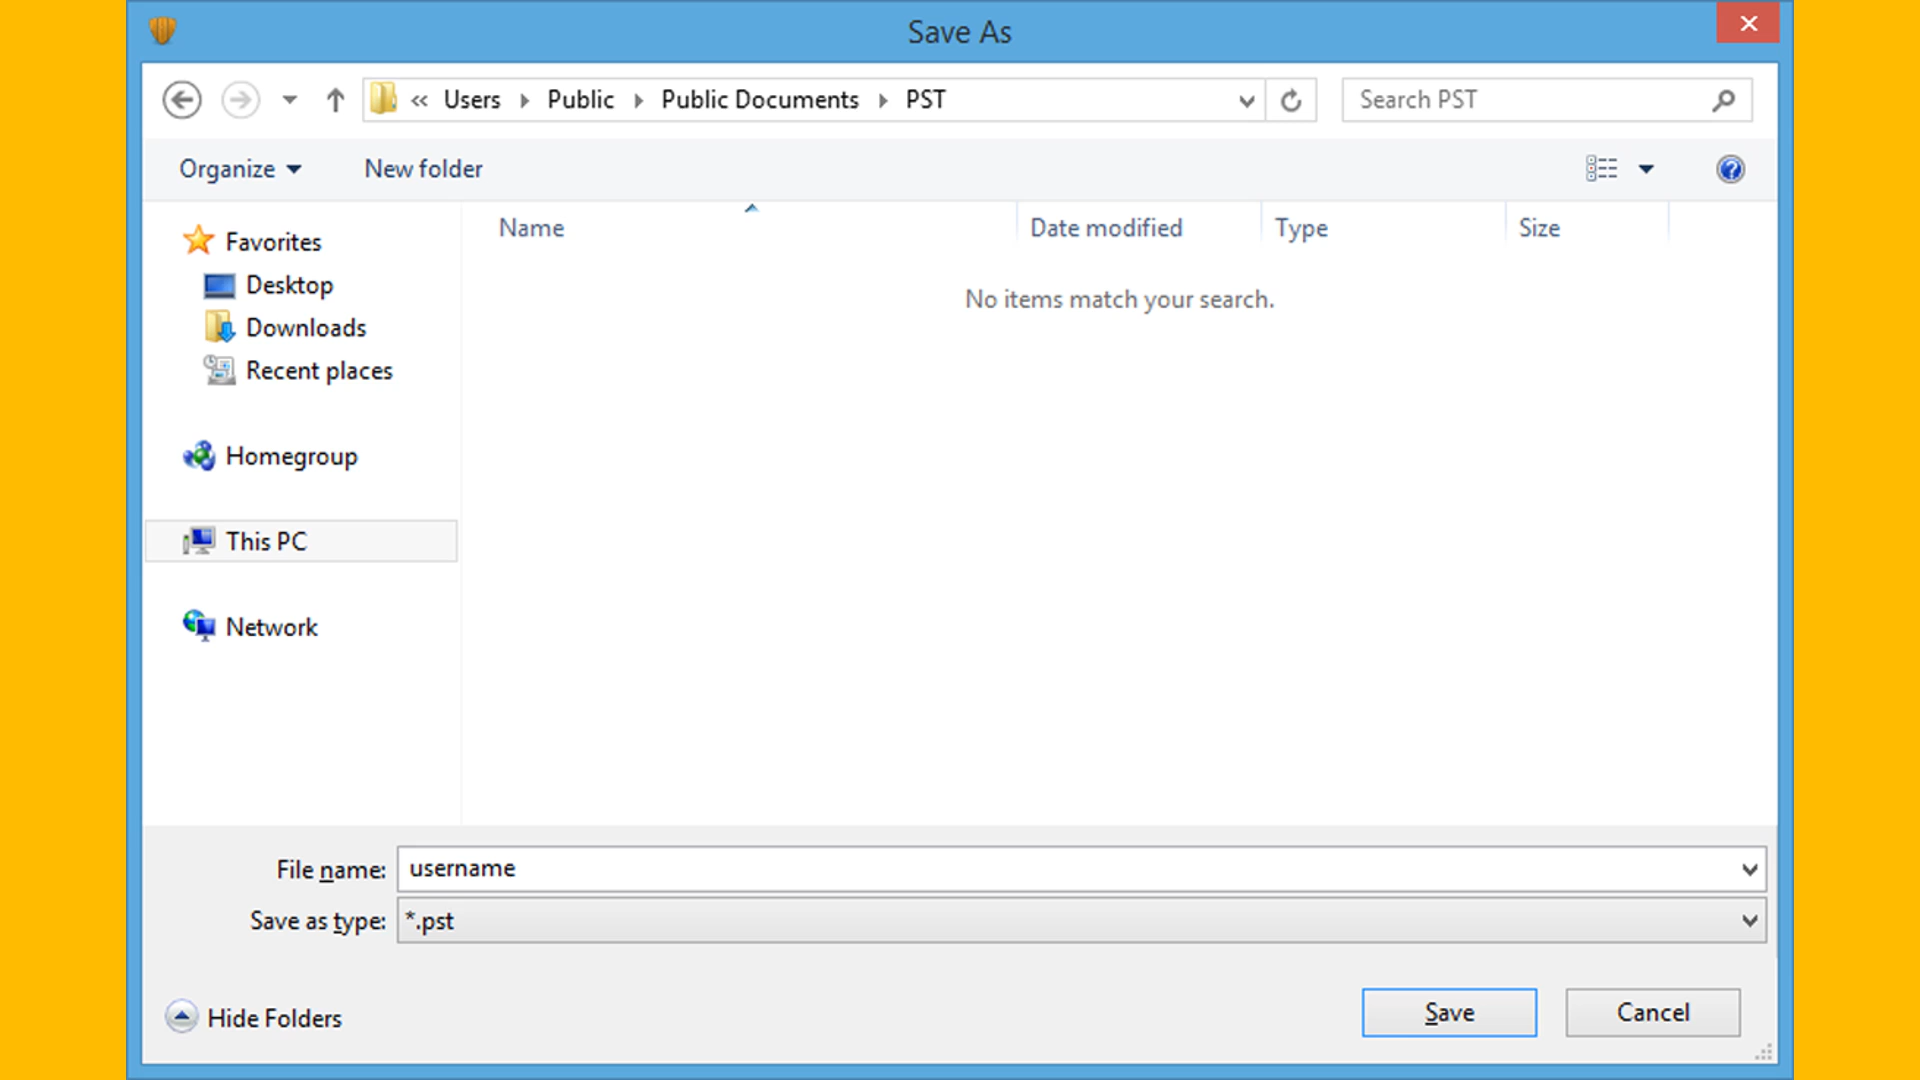 Save As
« Users Public Public Documents PST
Search PST
Organize
New folder
Name
Date modified
Type
Size
No items match your search.
Favorites
Desktop
Downloads
Recent places
Homegroup
This PC
Network
File name: username
Save as type: *.pst
Hide Folders
Save
Cancel